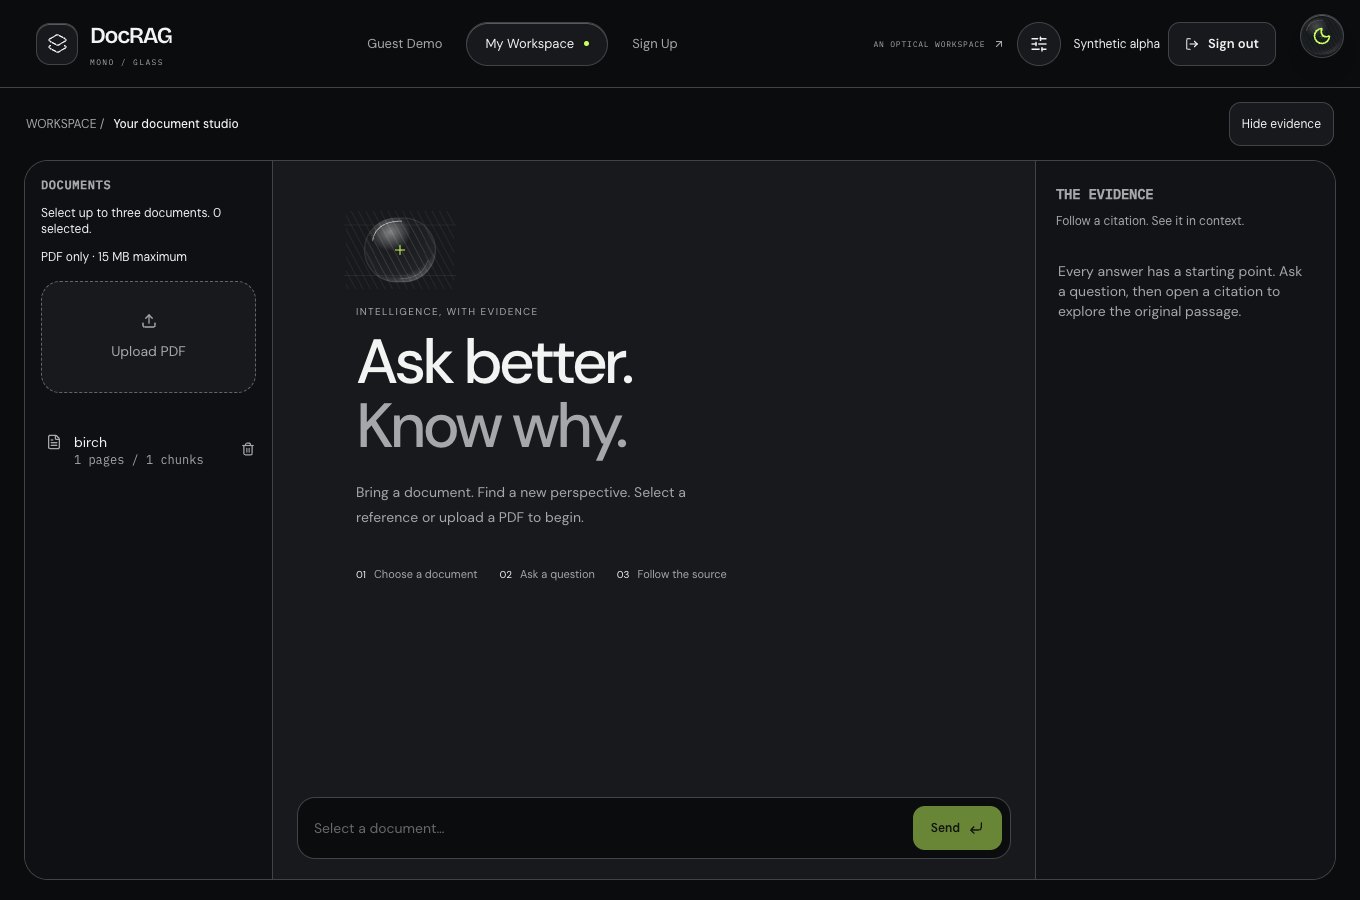 DocRAG
MONO / GLASS
Guest Demo
My Workspace
Sign Up
AN OPTICAL WORKSPACE
Synthetic alpha
Sign out
WORKSPACE / Your document studio
Hide evidence
DOCUMENTS
Select up to three documents. 0
selected.
PDF only · 15 MB maximum
Upload PDF
birch
1 pages / 1 chunks
INTELLIGENCE, WITH EVIDENCE
Ask better.
Know why.
Bring a document. Find a new perspective. Select a
reference or upload a PDF to begin.
01 Choose a document
02 Ask a question
03 Follow the source
Select a document…
Send
THE EVIDENCE
Follow a citation. See it in context.
Every answer has a starting point. Ask
a question, then open a citation to
explore the original passage.